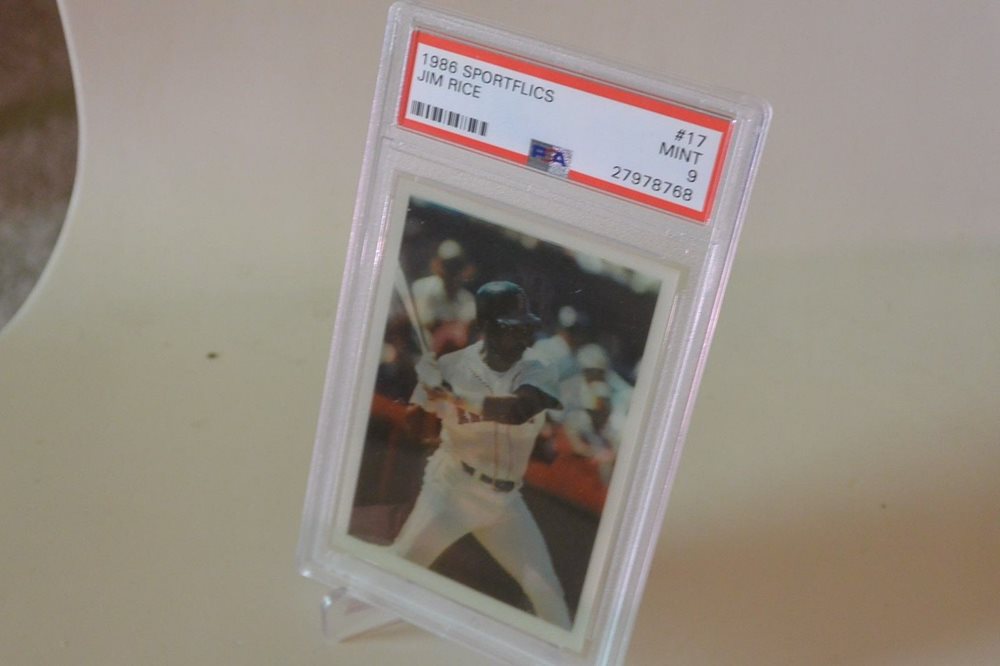 1986 SPORTFLICS
JIM RICE
#17
MINT
9
PSA
27978768